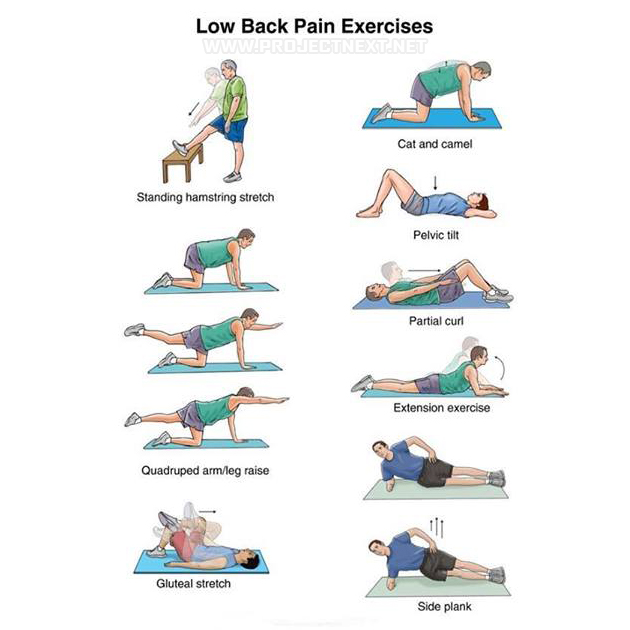 Low Back Pain Exercises
WWW.PROJECTNEXT.NET
Standing hamstring stretch
Cat and camel
Pelvic tilt
Partial curl
Extension exercise
Quadruped arm/leg raise
Gluteal stretch
Side plank